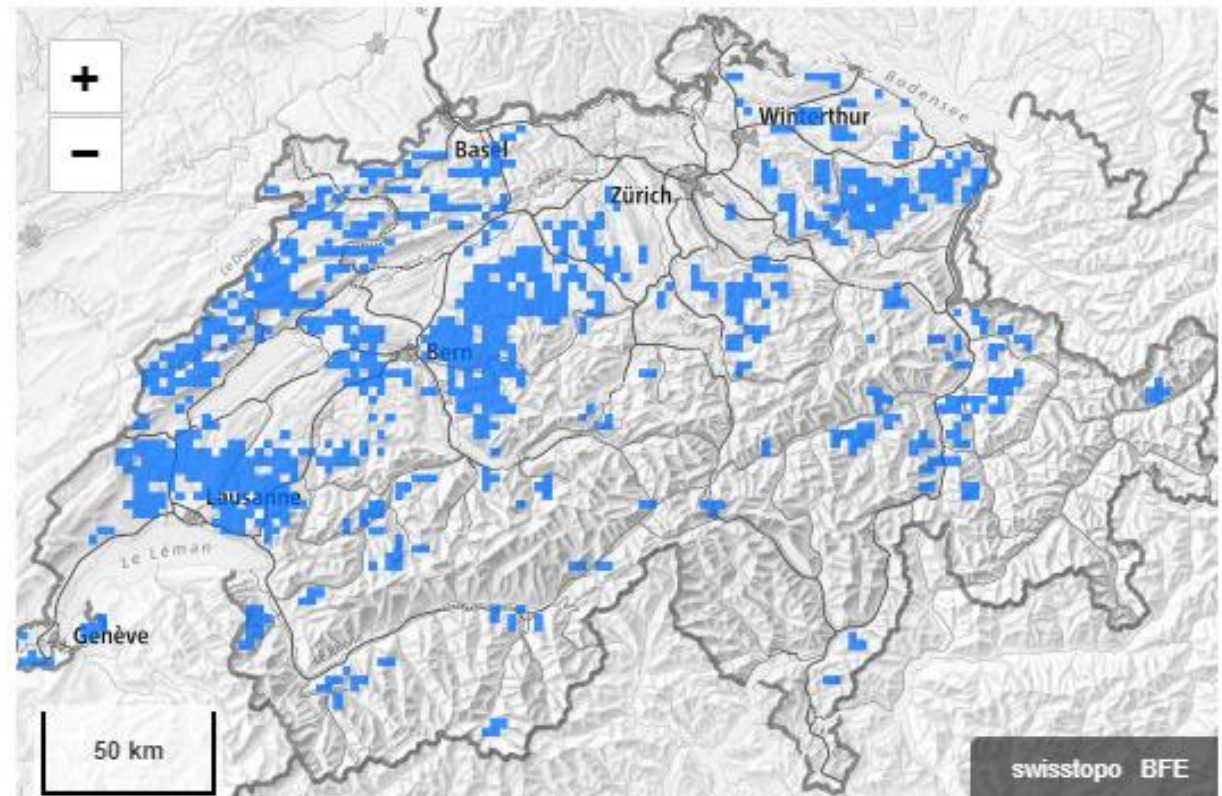 +
−
Bodensee
Winterthur
Basel
Zürich
Le Doubs
Bern
Lausanne
Le Léman
Genève
50 km
swisstopo BFE